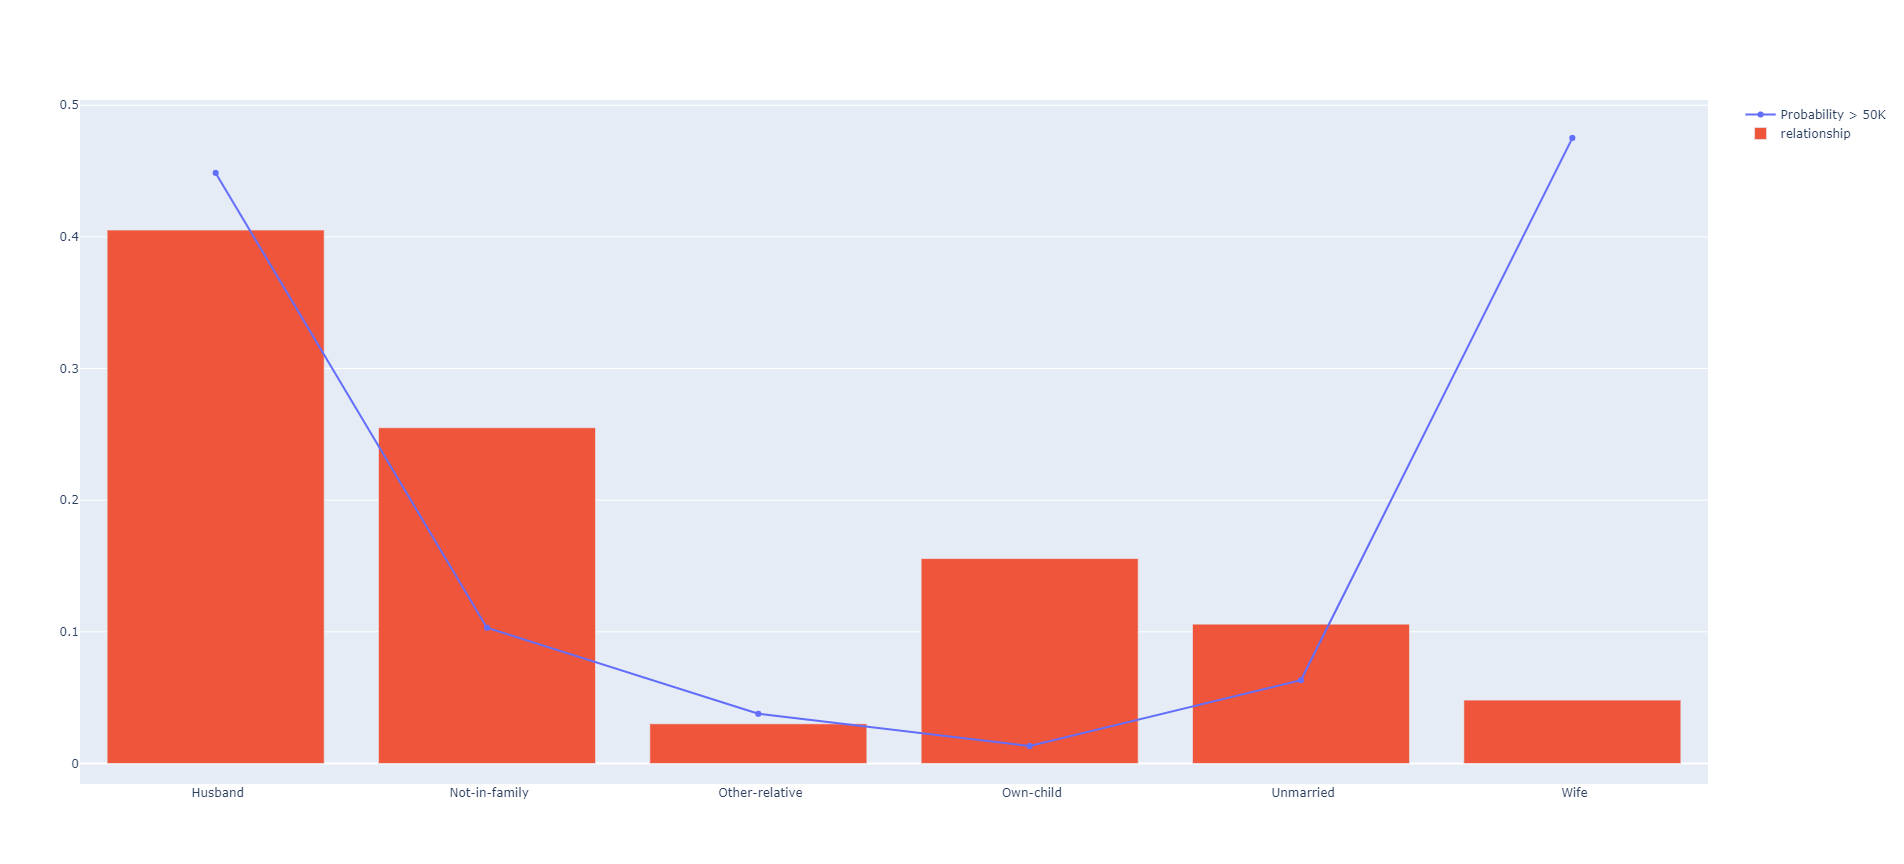 0.5
0.4
0.3
0.2
0.1
0
Husband
Not-in-family
Other-relative
Own-child
Unmarried
Wife
Probability > 50K
relationship